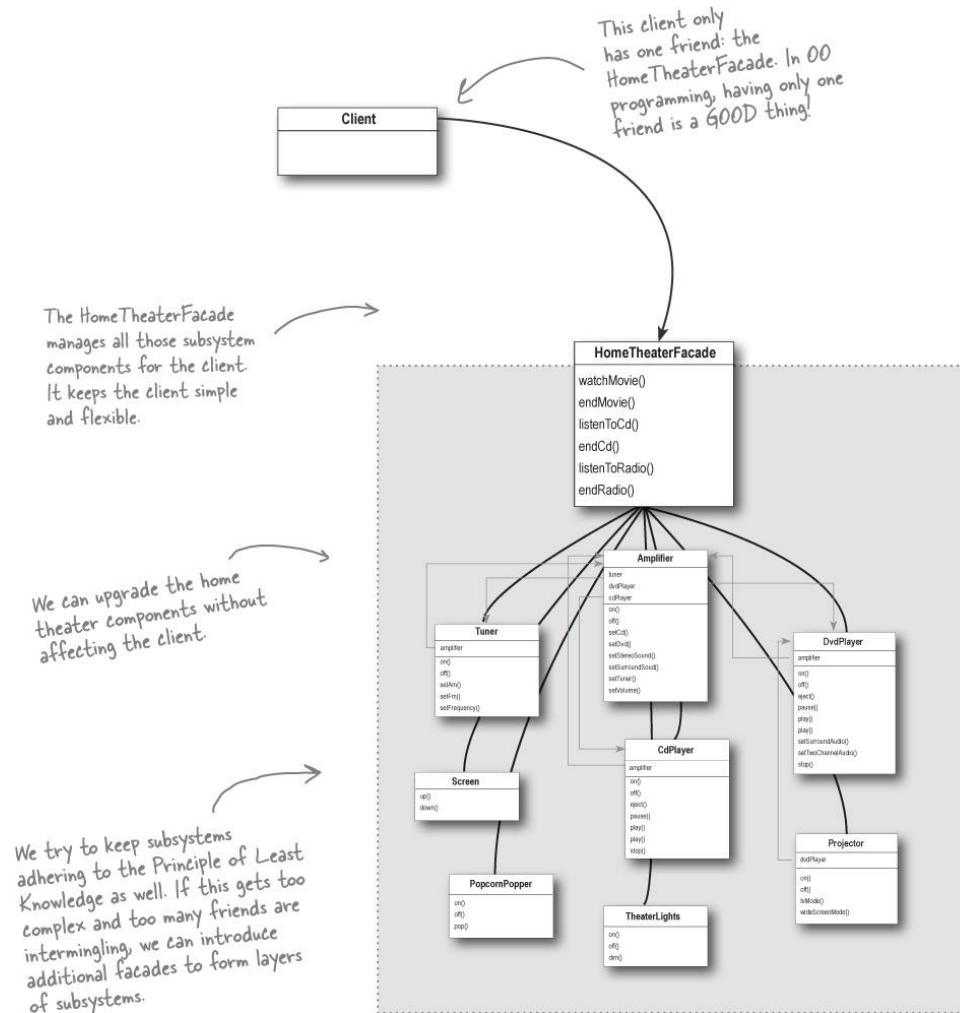 This client only
has one friend: the
HomeTheaterFacade. In OO
programming, having only one
friend is a GOOD thing!
Client
The HomeTheaterFacade
manages all those subsystem
components for the client.
It keeps the client simple
and flexible.
HomeTheaterFacade
watchMovie()
endMovie()
listenToCd()
endCd()
listenToRadio()
endRadio()
We can upgrade the home
theater components without
affecting the client.
Amplifier
tuner
dvdPlayer
cdPlayer
on()
off()
setCd()
setDvd()
setStereoSound()
setSurroundSoud()
setTuner()
setVolume()
Tuner
amplifier
on()
off()
setAm()
setFm()
setFrequency()
DvdPlayer
amplifier
on()
off()
eject()
pause()
play()
play()
setSurroundAudio()
setTwoChannelAudio()
stop()
CdPlayer
amplifier
on()
off()
eject()
pause()
play()
play()
stop()
Screen
up()
down()
We try to keep subsystems
adhering to the Principle of Least
Knowledge as well. If this gets too
complex and too many friends are
intermingling, we can introduce
additional facades to form layers
of subsystems.
PopcornPopper
on()
off()
pop()
TheaterLights
on()
off()
dim()
Projector
dvdPlayer
on()
off()
tvMode()
wideScreenMode()